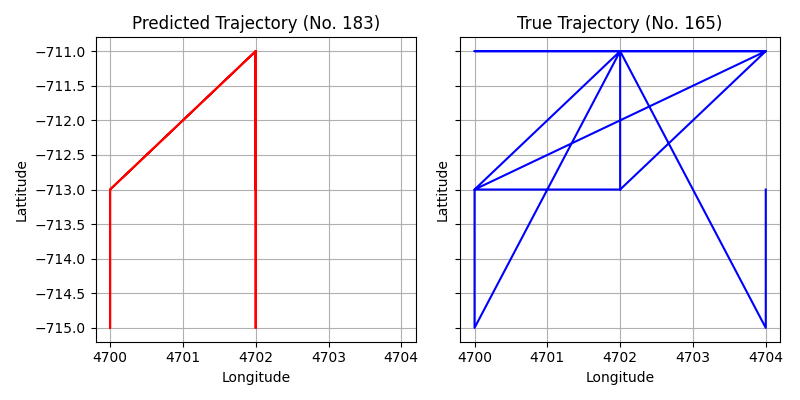 Predicted Trajectory (No. 183)
True Trajectory (No. 165)
Lattitude
−711.0
−711.5
−712.0
−712.5
−713.0
−713.5
−714.0
−714.5
−715.0
4700 4701 4702 4703 4704
Longitude
Lattitude
4700 4701 4702 4703 4704
Longitude